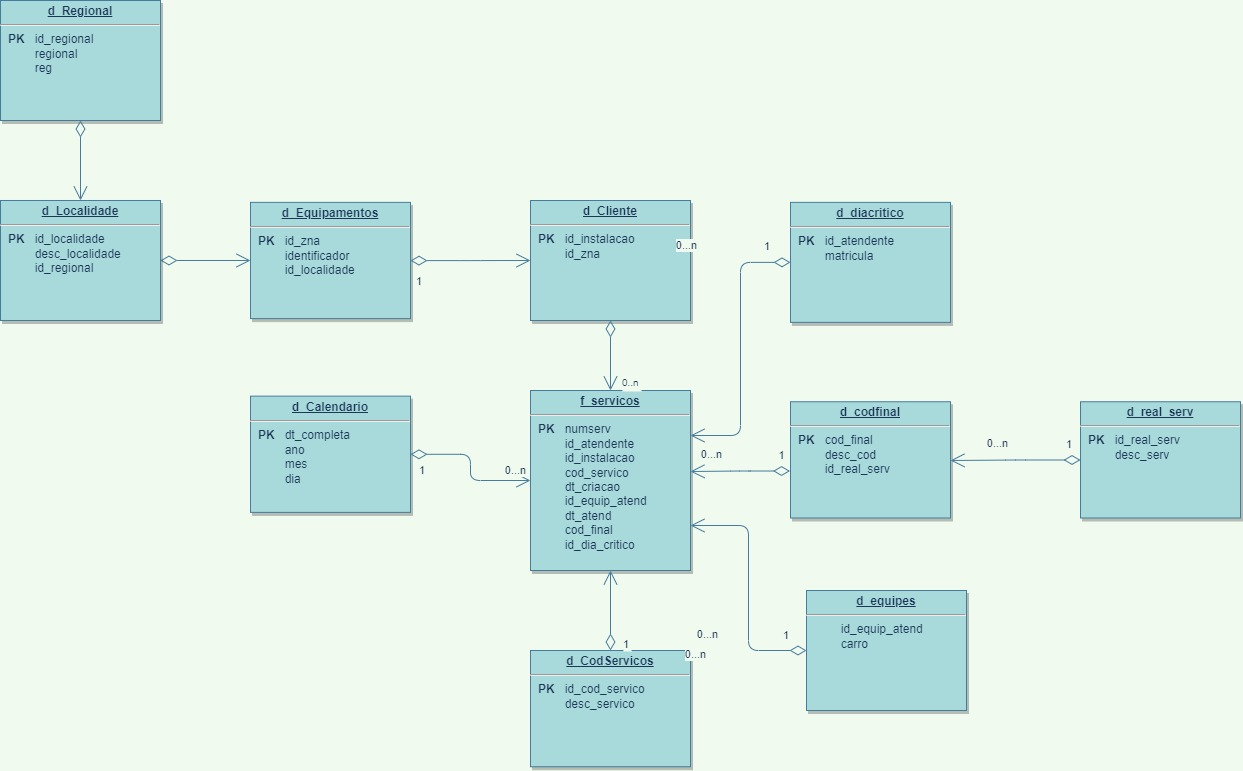 d_Regional
PK id_regional
regional
reg
d_Localidade
PK id_localidade
desc_localidade
id_regional
d_Equipamentos
PK id_zna
identificador
id_localidade
1
d_Cliente
PK id_instalacao
id_zna
0...n
0...n
1
d_diacritico
PK id_atendente
matricula
d_Calendario
PK dt_completa
ano
mes
dia
1
0...n
f_servicos
PK numserv
id_atendente
id_instalacao
cod_servico
dt_criacao
id_equip_atend
dt_atend
cod_final
id_dia_critico
0...n
1
d_codfinal
PK cod_final
desc_cod
id_real_serv
0...n
1
d_real_serv
PK id_real_serv
desc_serv
d_equipes
id_equip_atend
carro
1
0...n
0...n
1
d_CodServicos
PK id_cod_servico
desc_servico